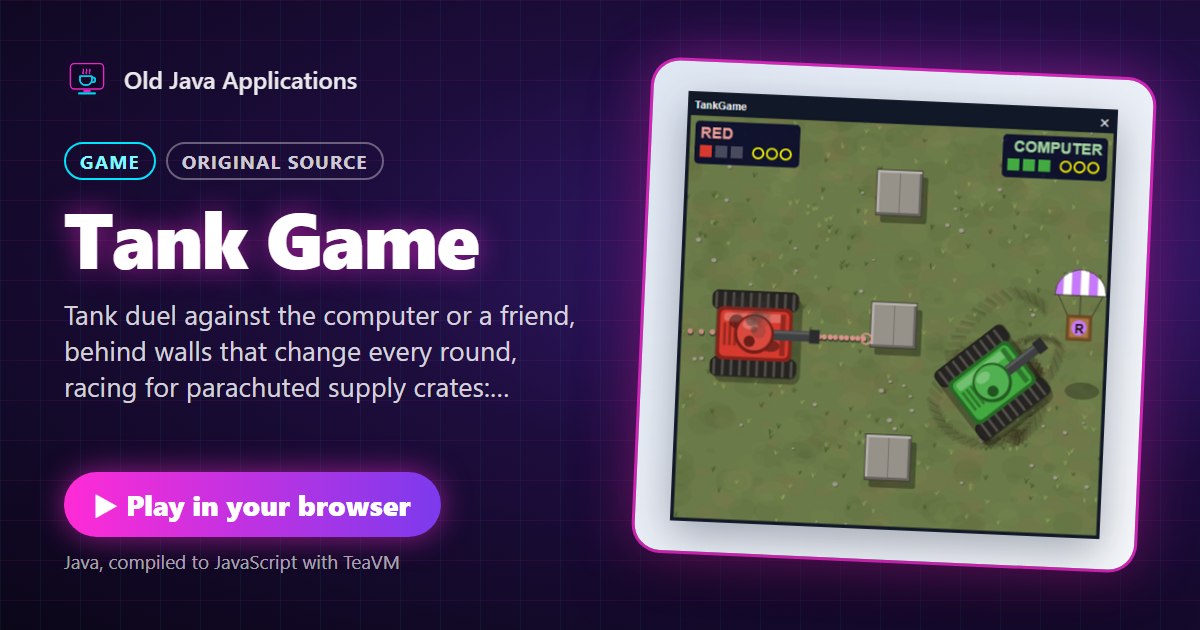 Old Java Applications
GAME
ORIGINAL SOURCE
Tank Game
Tank duel against the computer or a friend,
behind walls that change every round,
racing for parachuted supply crates:...
▶ Play in your browser
Java, compiled to JavaScript with TeaVM
TankGame
RED
COMPUTER
R